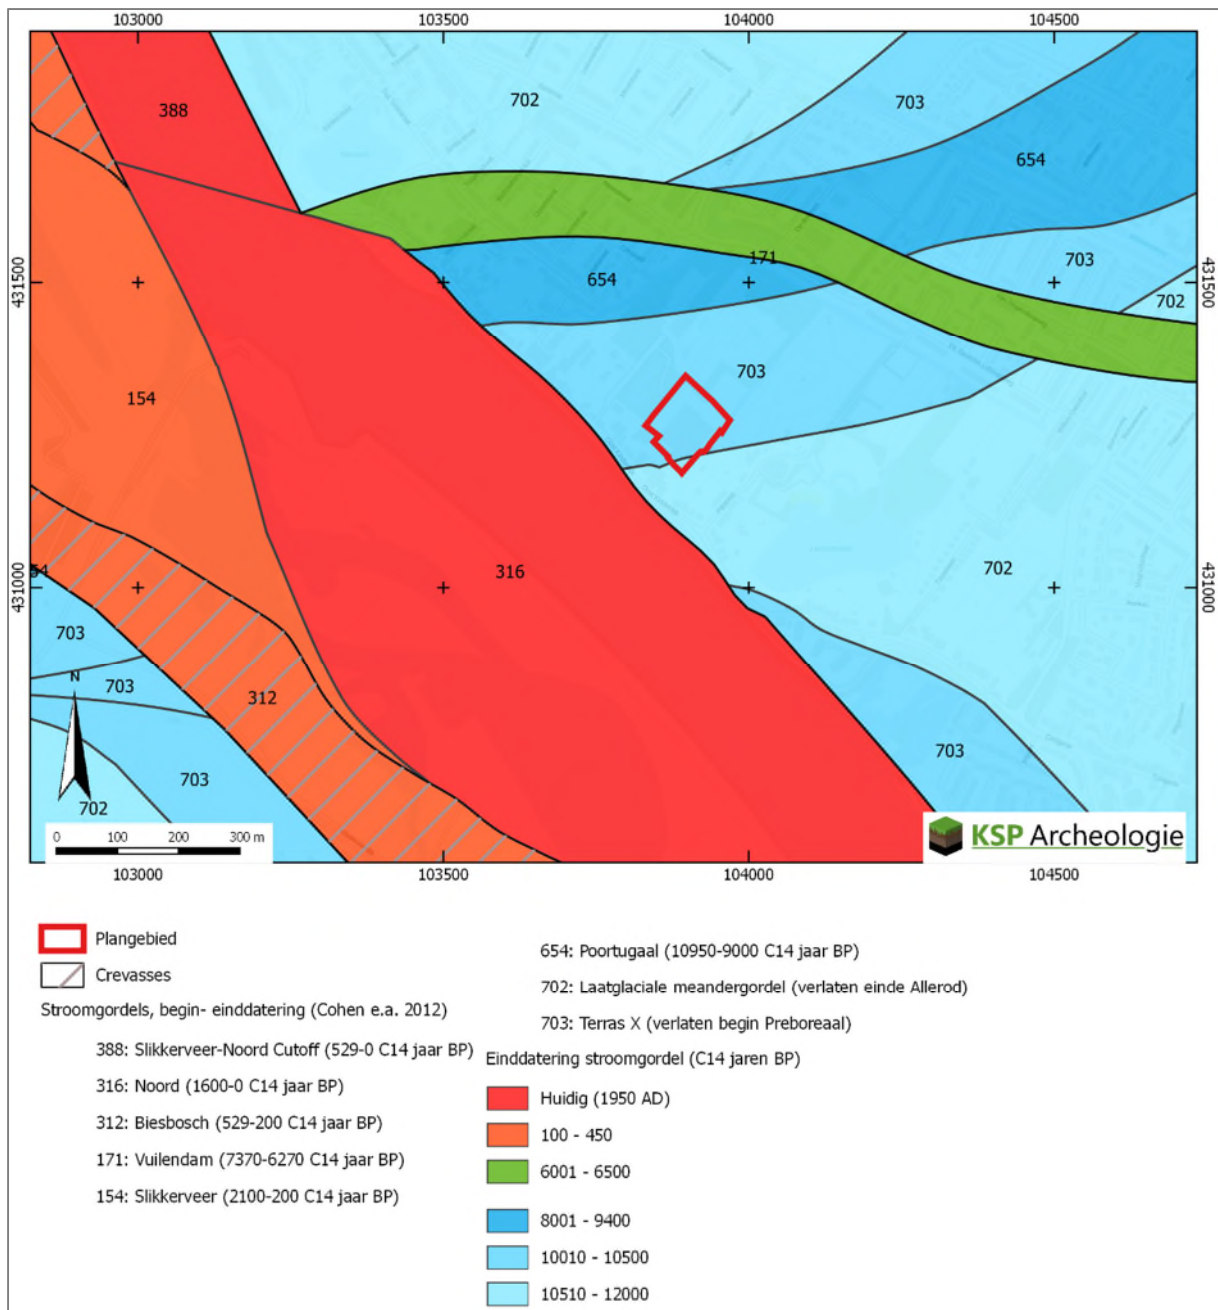 103000 103500 104000 104500
388
702
703
654
431500
654
171
703
702
431500
154
703
431000
54
316
702
431000
703
703
312
N
703
703
702
0 100 200 300 m
KSP Archeologie
103000 103500 104000 104500
Plangebied
Crevasses
Stroomgordels, begin- einddatering (Cohen e.a. 2012)
388: Slikkerveer-Noord Cutoff (529-0 C14 jaar BP)
316: Noord (1600-0 C14 jaar BP)
312: Biesbosch (529-200 C14 jaar BP)
171: Vuilendam (7370-6270 C14 jaar BP)
154: Slikkerveer (2100-200 C14 jaar BP)
654: Poortugaal (10950-9000 C14 jaar BP)
702: Laatglaciale meandergordel (verlaten einde Allerod)
703: Terras X (verlaten begin Preboreaal)
Einddatering stroomgordel (C14 jaren BP)
Huidig (1950 AD)
100 - 450
6001 - 6500
8001 - 9400
10010 - 10500
10510 - 12000